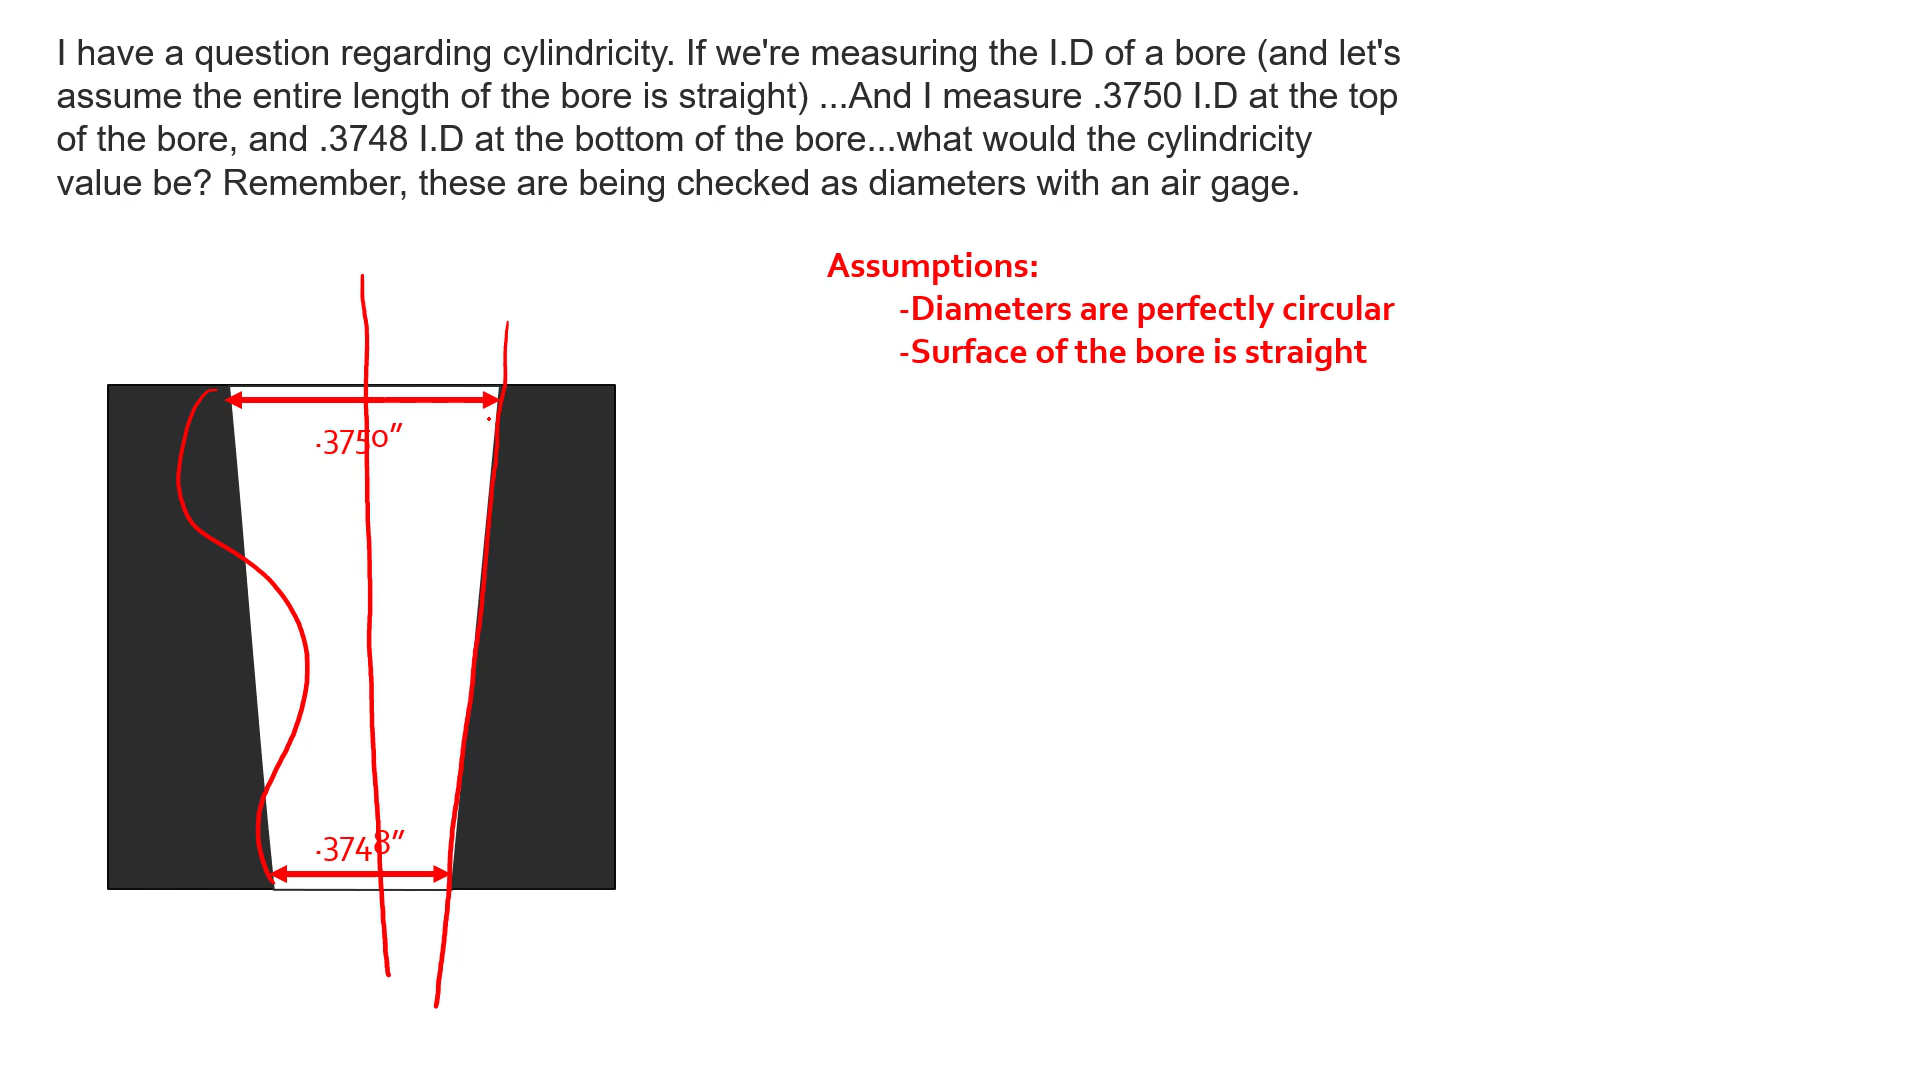 I have a question regarding cylindricity. If we're measuring the I.D of a bore (and let's
assume the entire length of the bore is straight) ...And I measure .3750 I.D at the top
of the bore, and .3748 I.D at the bottom of the bore...what would the cylindricity
value be? Remember, these are being checked as diameters with an air gage.
Assumptions:
-Diameters are perfectly circular
-Surface of the bore is straight
.3750"
.3748"